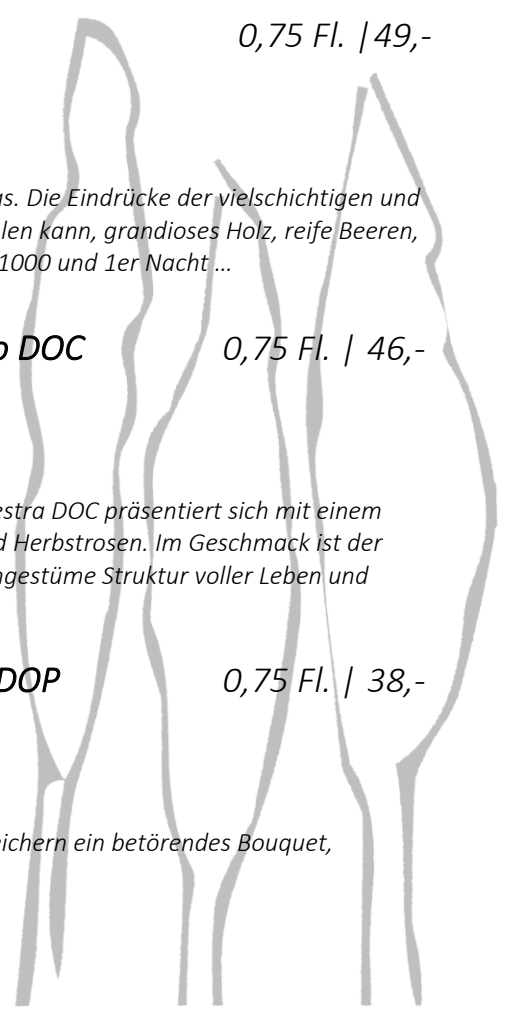 0,75 Fl. |49,-
as. Die Eindrücke der vielschichtigen und
len kann, grandioses Holz, reife Beeren,
1000 und 1er Nacht …
o DOC 0,75 Fl. | 46,-
estra DOC präsentiert sich mit einem
d Herbstrosen. Im Geschmack ist der
ngestüme Struktur voller Leben und
DOP 0,75 Fl. | 38,-
eichern ein betörendes Bouquet,